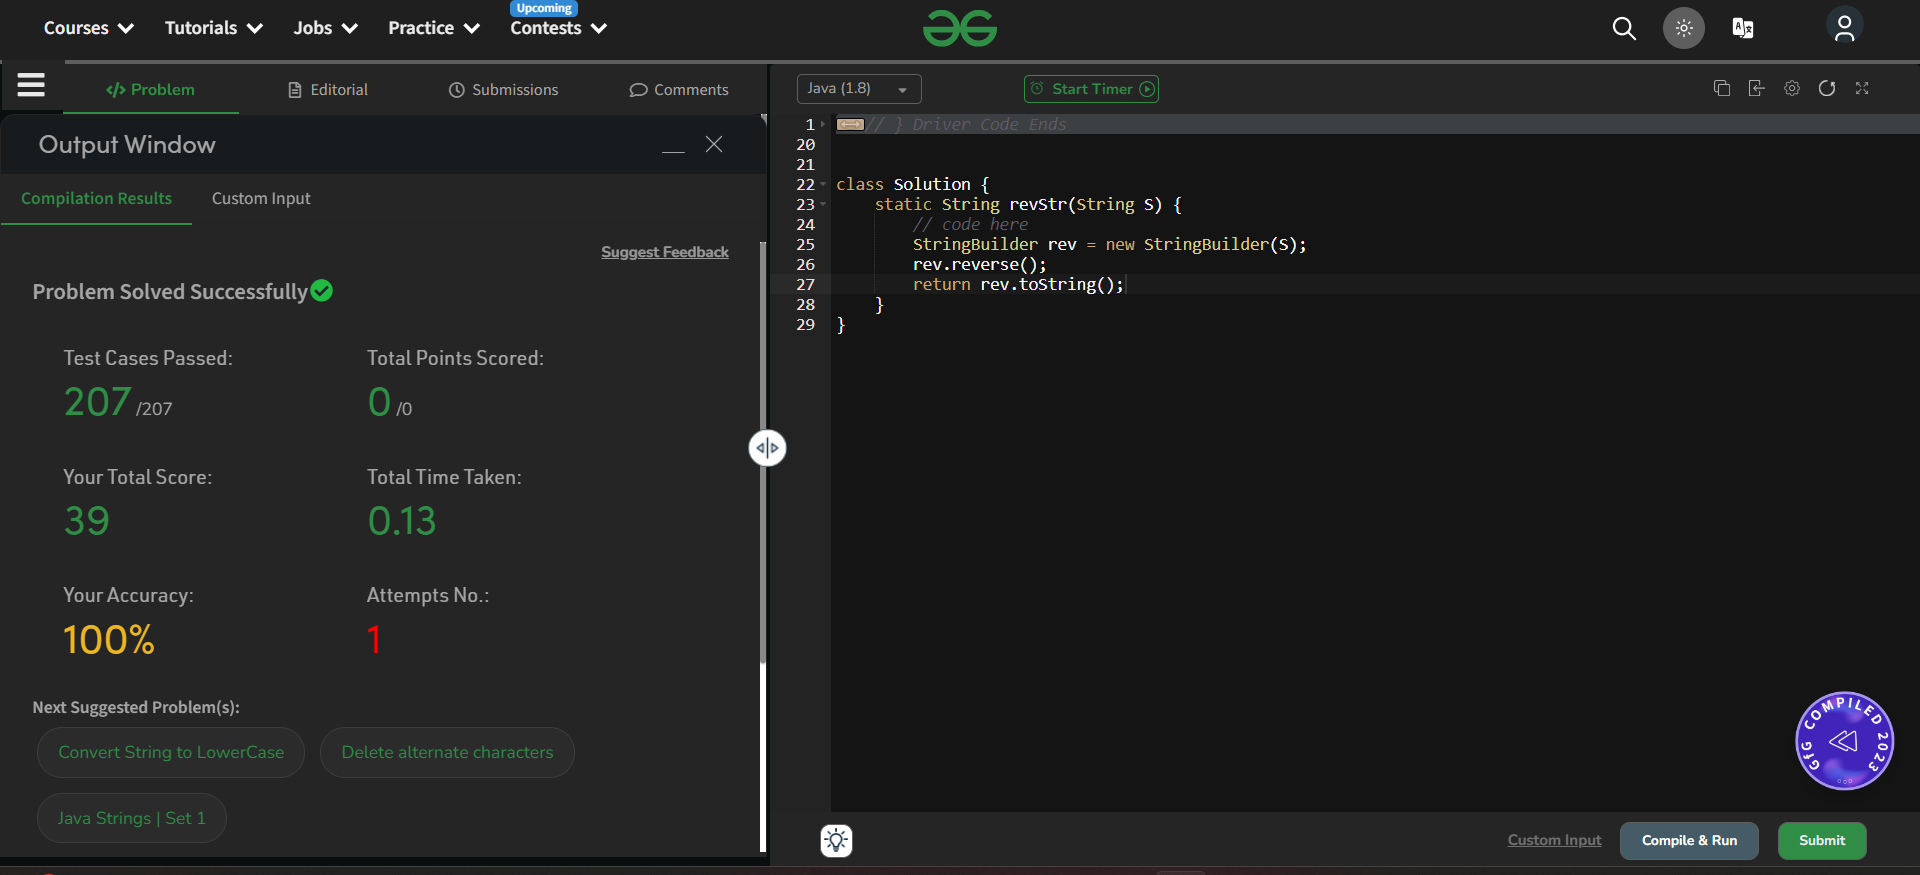 Upcoming
Courses Tutorials Jobs Practice Contests
Problem Editorial Submissions Comments
Output Window
Compilation Results Custom Input
Suggest Feedback
Problem Solved Successfully
Test Cases Passed: Total Points Scored:
207 /207 0 /0
Your Total Score: Total Time Taken:
39 0.13
Your Accuracy: Attempts No.:
100% 1
Next Suggested Problem(s):
Convert String to LowerCase Delete alternate characters
Java Strings | Set 1
Java (1.8) Start Timer
1 // } Driver Code Ends
20
21
22 class Solution {
23 static String revStr(String S) {
24 // code here
25 StringBuilder rev = new StringBuilder(S);
26 rev.reverse();
27 return rev.toString();
28 }
29 }
GfG COMPILED 2023
Custom Input Compile & Run Submit